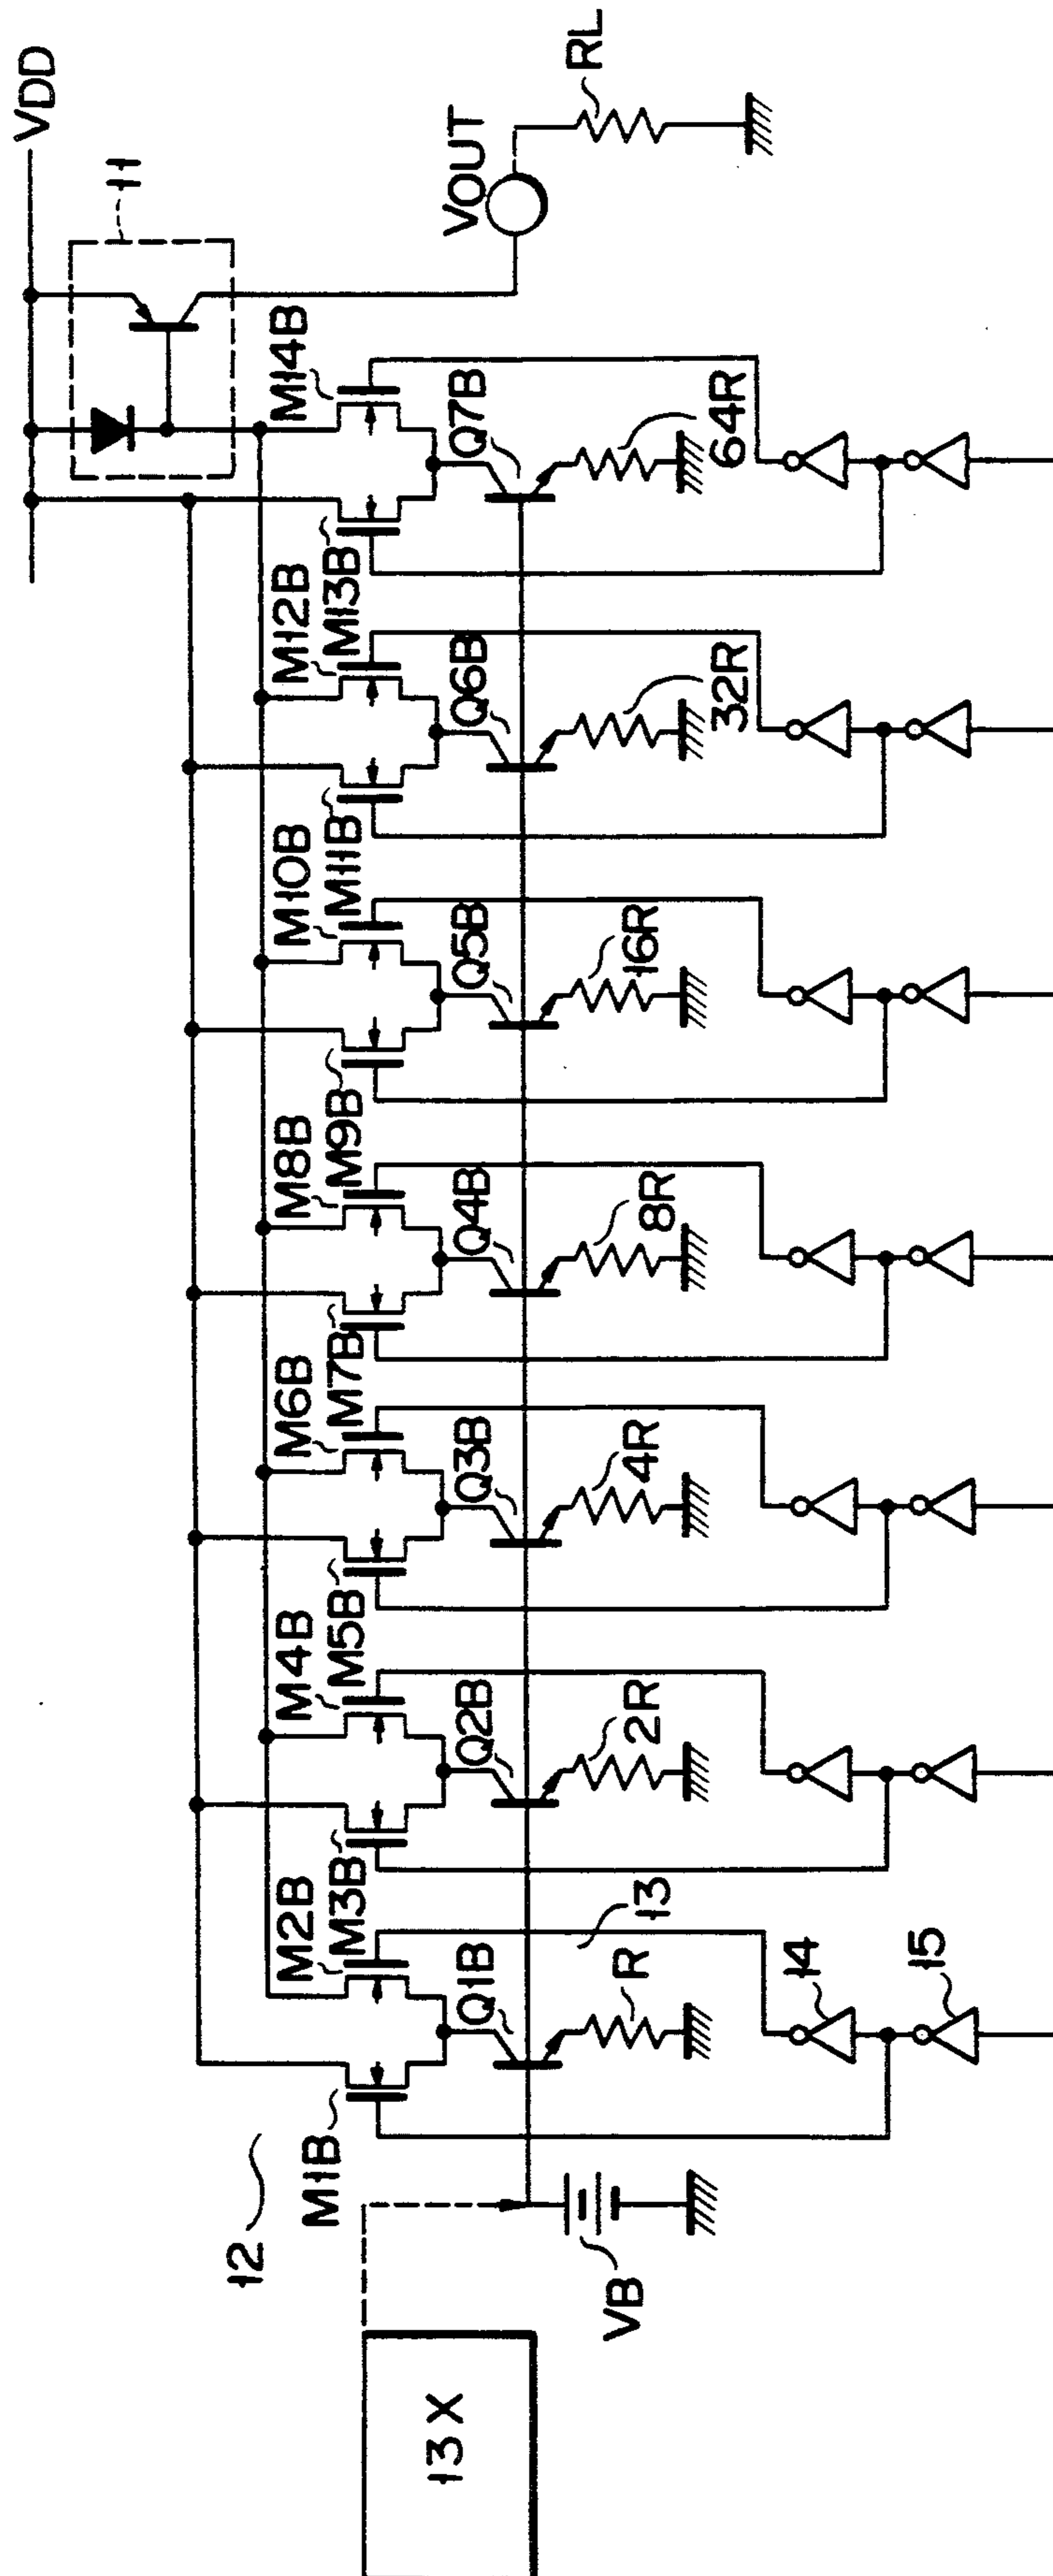 VDD
11
VOUT
RL
M14B
M13B
Q7B
64R
M12B
M11B
Q6B
32R
M10B
M9B
Q5B
16R
M8B
M7B
Q4B
8R
M6B
M5B
Q3B
4R
M4B
M3B
Q2B
2R
M2B
M1B
Q1B
R
13
14
15
12
VB
13X